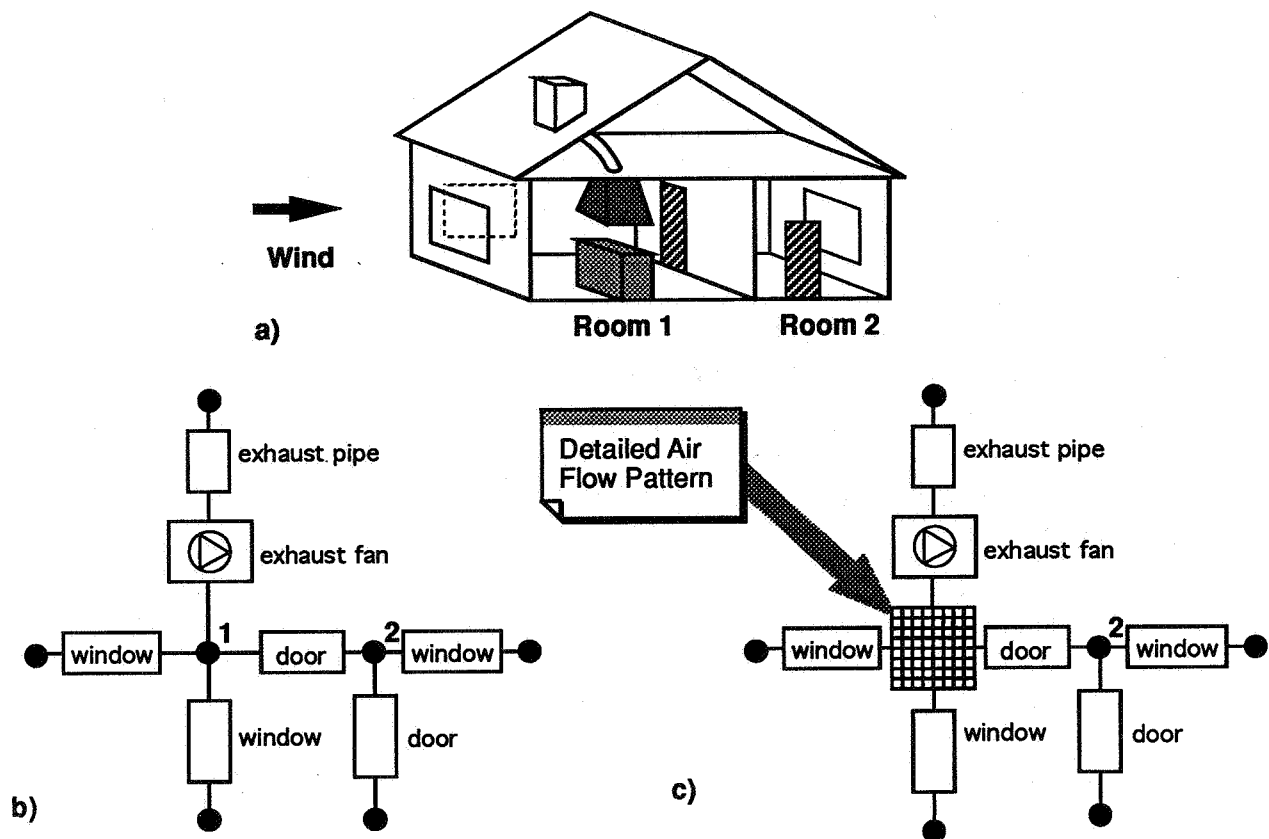 Wind
a)
Room 1
Room 2
exhaust pipe
exhaust fan
1
2
window
door
window
window
door
b)
Detailed Air
Flow Pattern
exhaust pipe
exhaust fan
2
window
door
window
window
door
c)